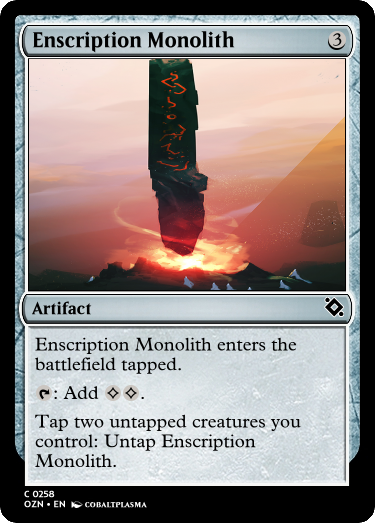 Enscription Monolith 3
Artifact
Enscription Monolith enters the
battlefield tapped.
: Add .
Tap two untapped creatures you
control: Untap Enscription
Monolith.
C 0258
OZN • EN COBALTPLASMA